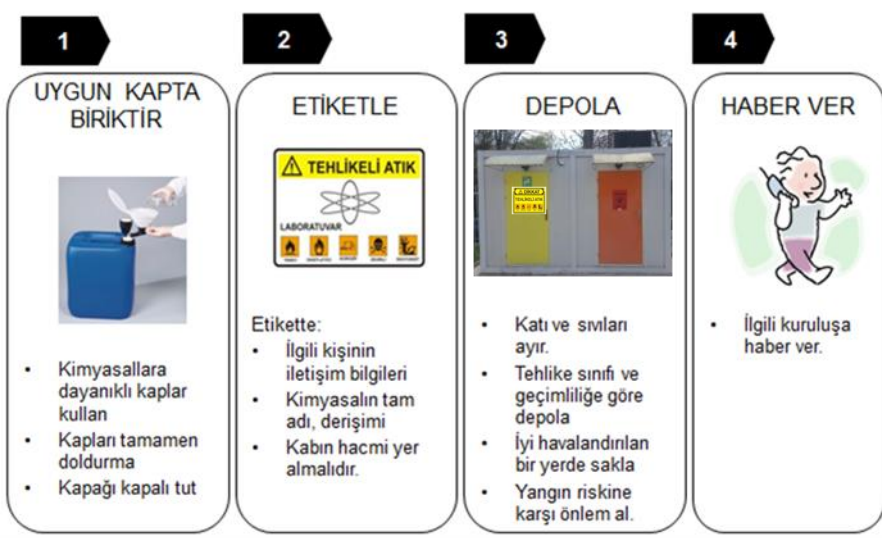 1
UYGUN KAPTA
BİRİKTİR
• Kimyasallara
dayanıklı kaplar
kullan
• Kapları tamamen
doldurma
• Kapağı kapalı tut
2
ETİKETLE
TEHLİKELİ ATIK
LABORATUVAR
Etikette:
• İlgili kişinin
iletişim bilgileri
• Kimyasalın tam
adı, derişimi
• Kabın hacmi yer
almalıdır.
3
DEPOLA
TEHLİKELİ ATIK
• Katı ve sıvıları
ayır.
• Tehlike sınıfı ve
geçimliliğe göre
depola
• İyi havalandırılan
bir yerde sakla
• Yangın riskine
karşı önlem al.
4
HABER VER
• İlgili kuruluşa
haber ver.